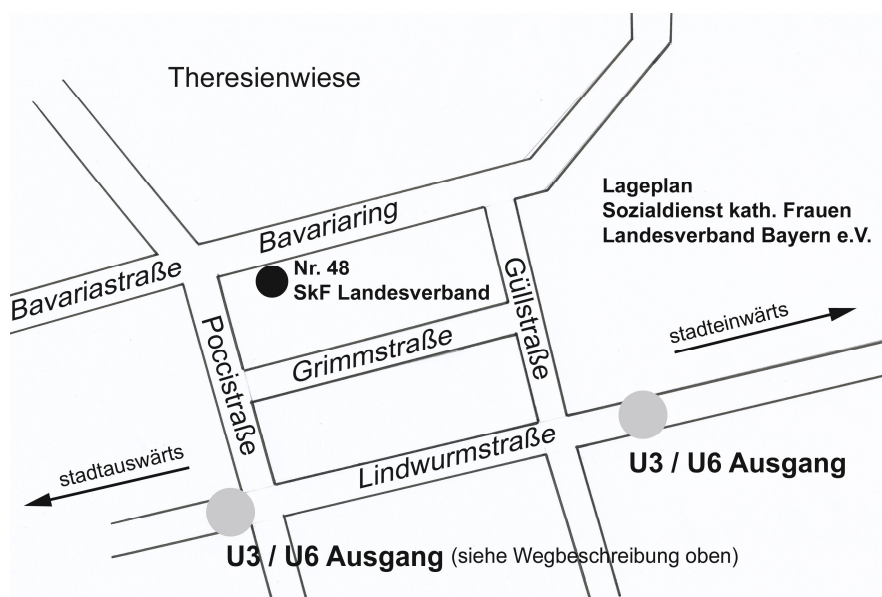 Theresienwiese
Lageplan
Sozialdienst kath. Frauen
Landesverband Bayern e.V.
Bavariaring
Bavariastraße
Nr. 48
SkF Landesverband
Güllstraße
stadteinwärts
Poccistraße
Grimmstraße
Lindwurmstraße
stadtauswärts
U3 / U6 Ausgang
U3 / U6 Ausgang (siehe Wegbeschreibung oben)